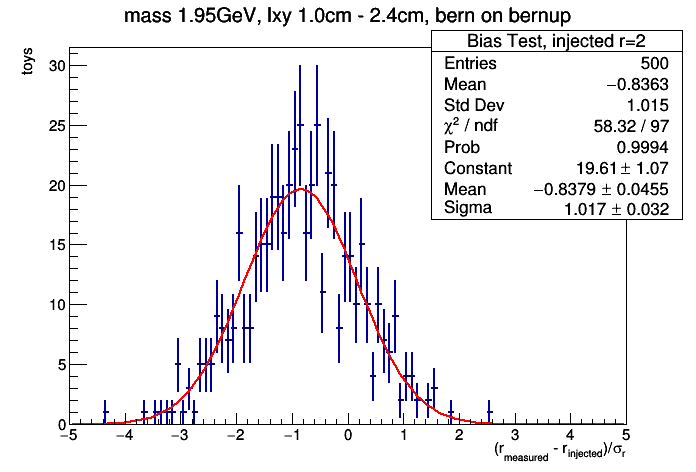 mass 1.95GeV, lxy 1.0cm - 2.4cm, bern on bernup
Bias Test, injected r=2
Entries 500
Mean −0.8363
Std Dev 1.015
χ² / ndf 58.32 / 97
Prob 0.9994
Constant 19.61 ± 1.07
Mean −0.8379 ± 0.0455
Sigma 1.017 ± 0.032
toys
30
25
20
15
10
5
0
−5 −4 −3 −2 −1 0 1 2 3 4 5
(r_measured - r_injected)/σ_r